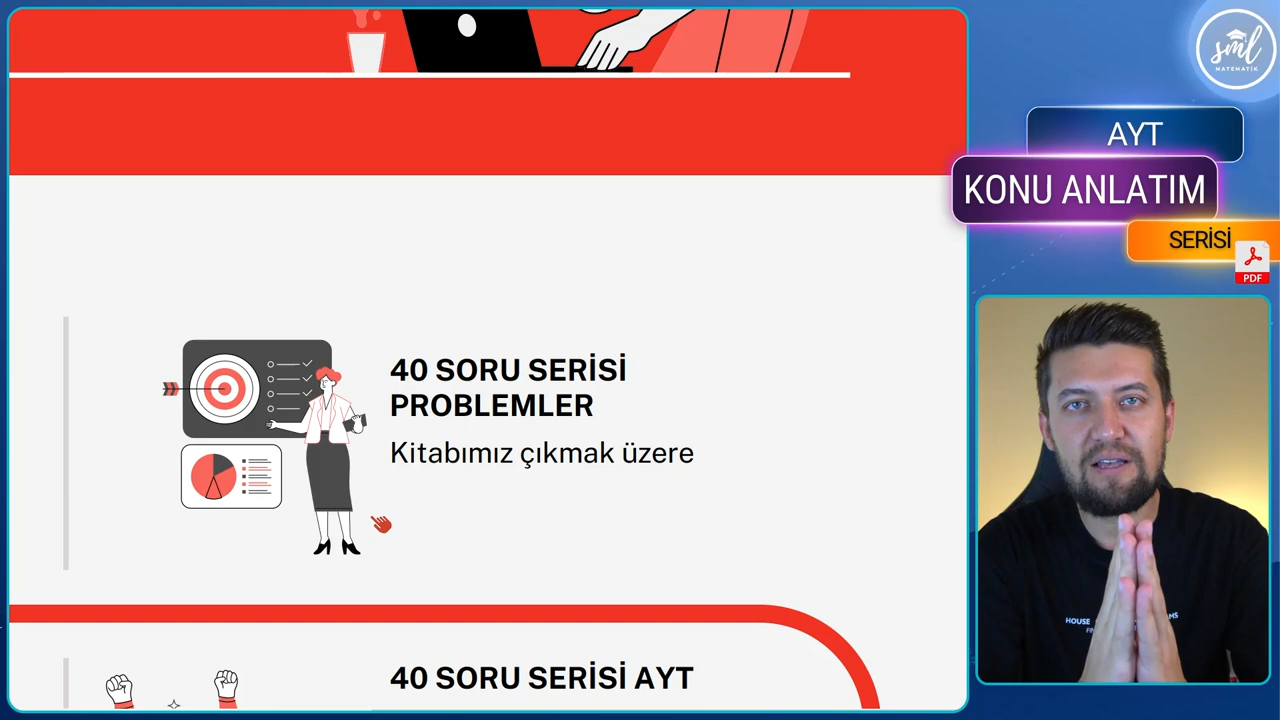 sml
MATEMATİK
AYT
KONU ANLATIM
SERİSİ
PDF
40 SORU SERİSİ
PROBLEMLER
Kitabımız çıkmak üzere
40 SORU SERİSİ AYT
HOUSE